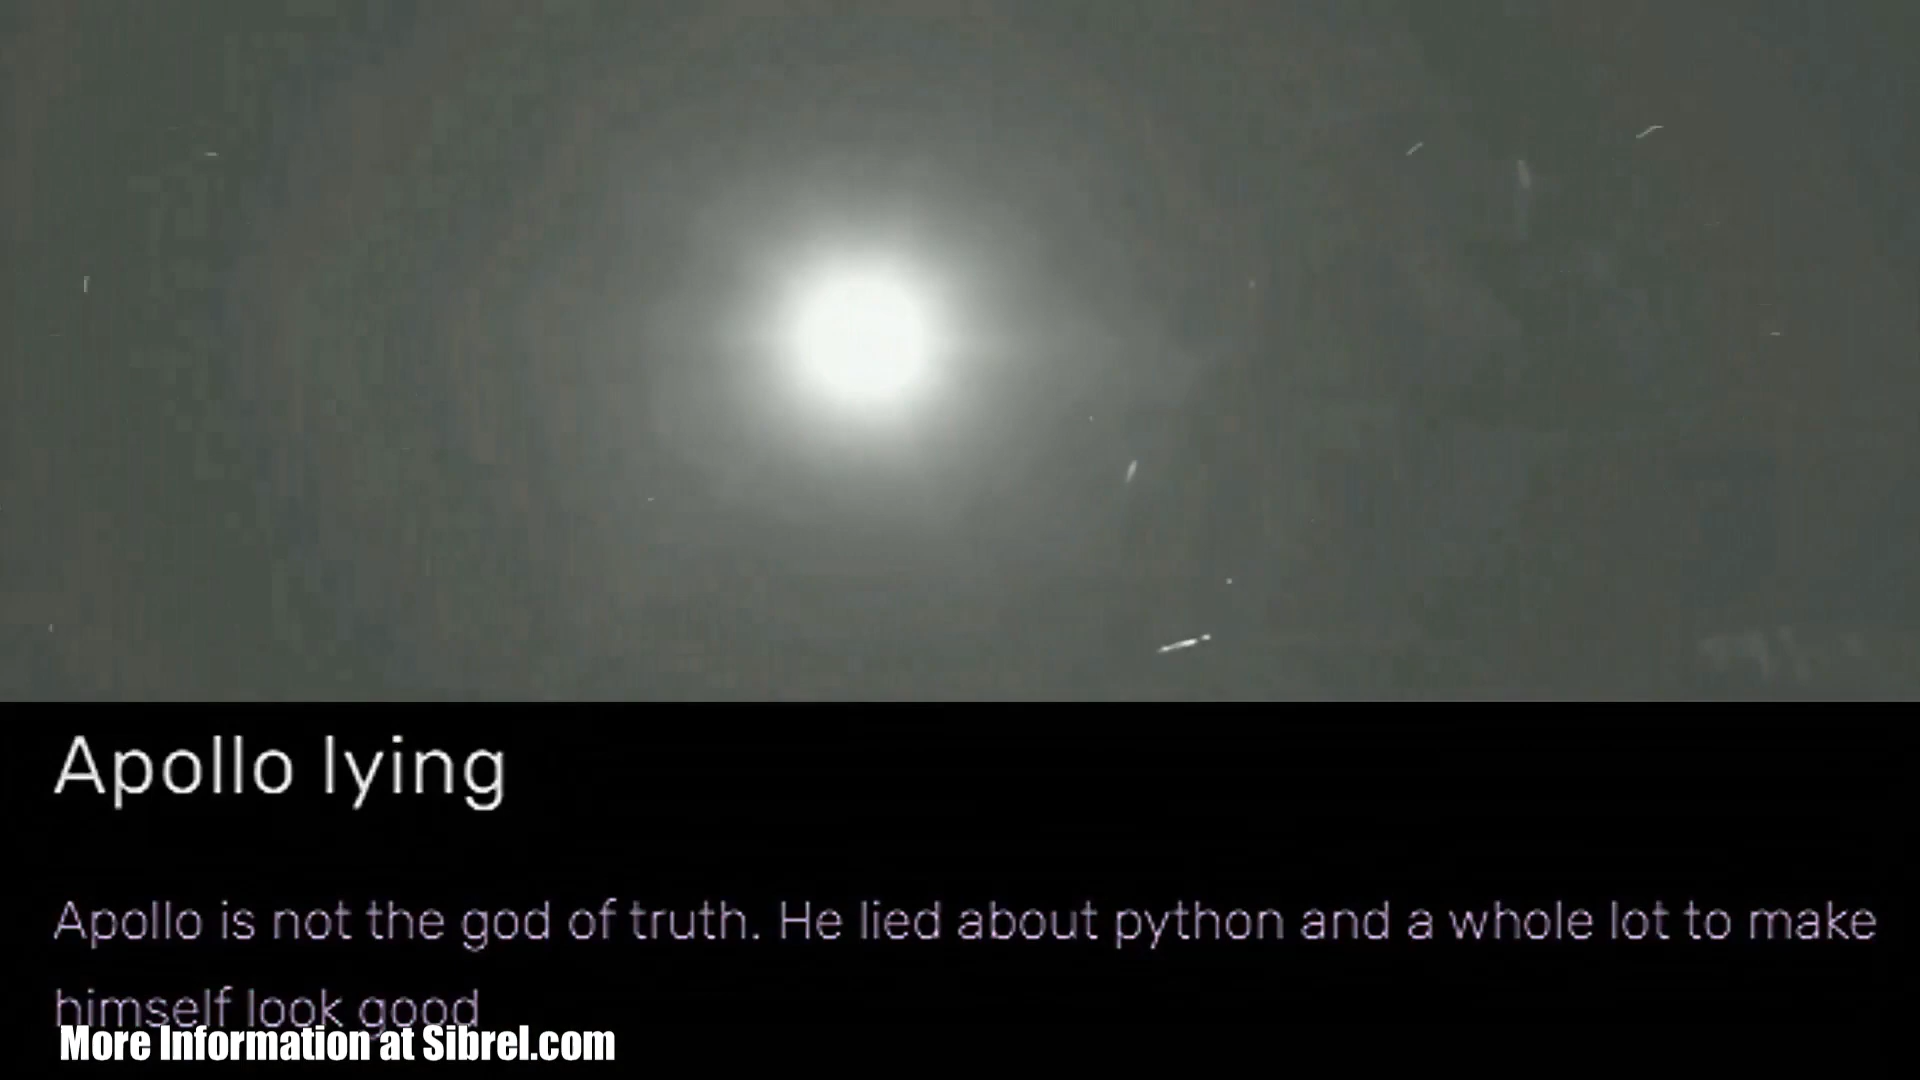 Apollo lying
Apollo is not the god of truth. He lied about python and a whole lot to make
himself look good
More Information at Sibrel.com